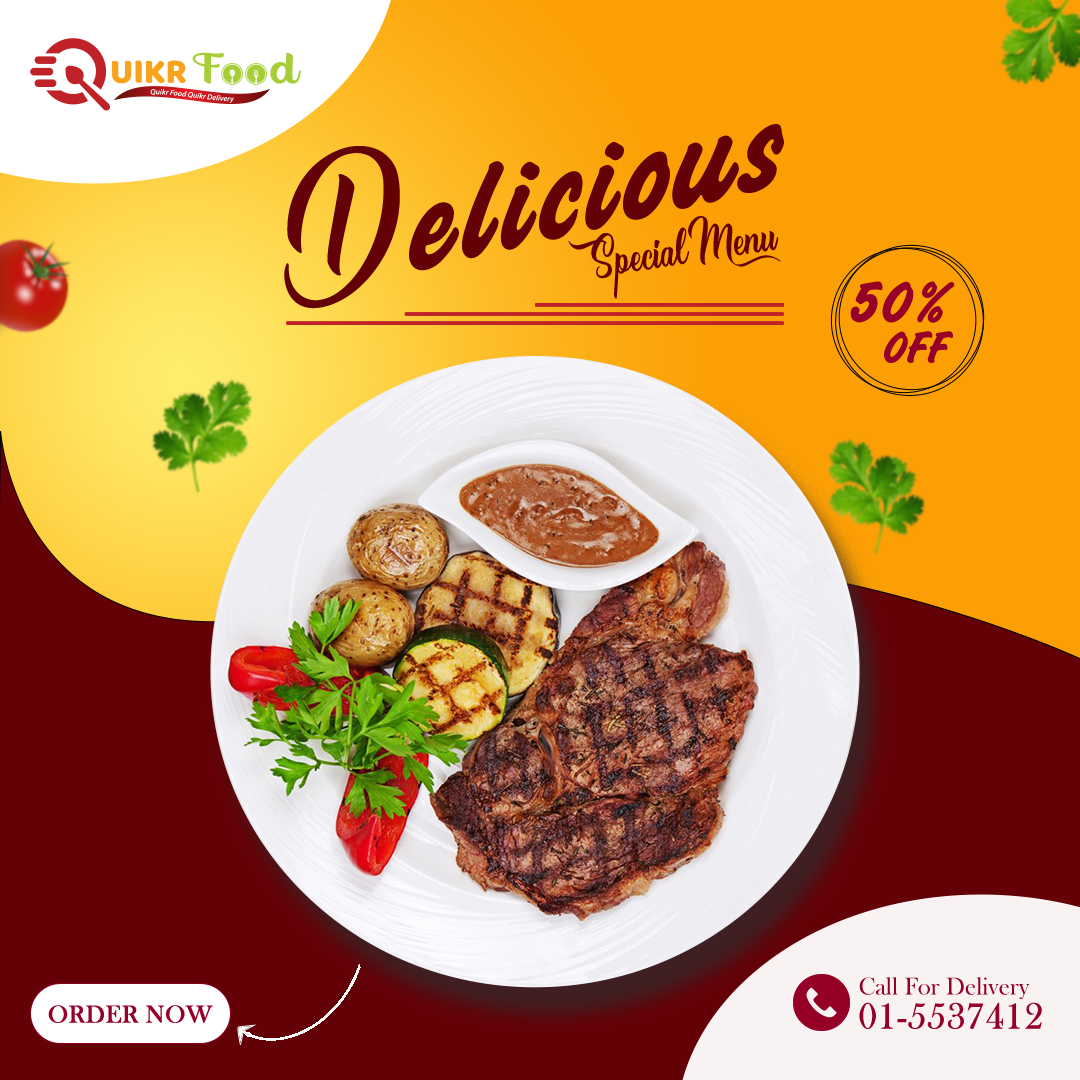 QUIKR Food
Quikr Food Quikr Delivery
Delicious
Special Menu
50%
OFF
ORDER NOW
Call For Delivery
01-5537412